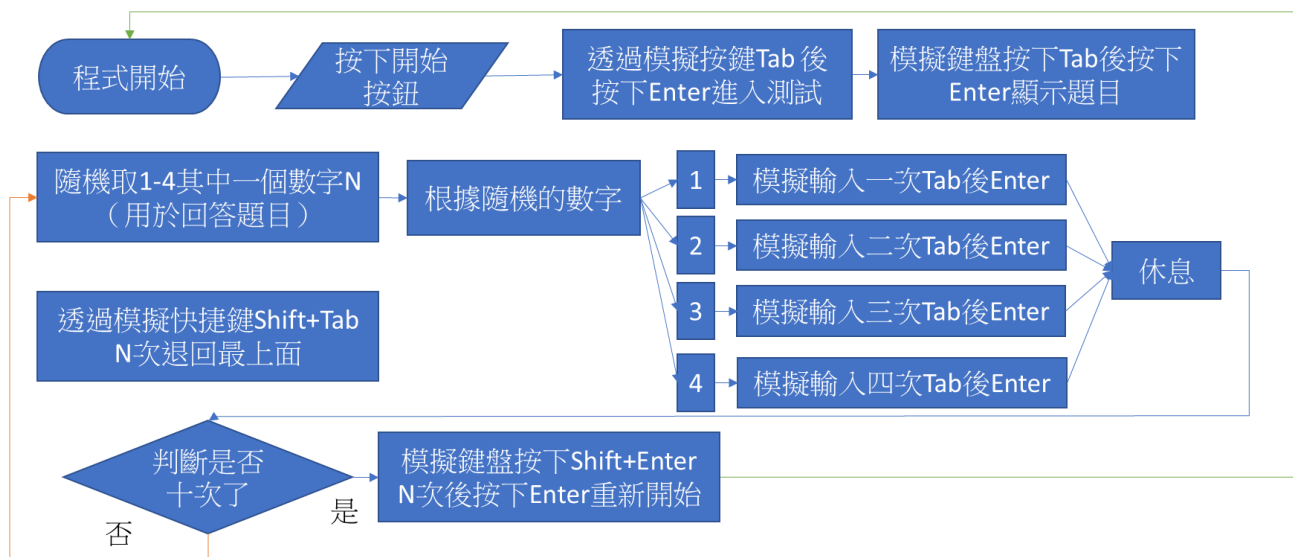 程式開始
按下開始
按鈕
透過模擬按鍵Tab 後
按下Enter進入測試
模擬鍵盤按下Tab後按下
Enter顯示題目
隨機取1-4其中一個數字N
（用於回答題目）
根據隨機的數字
1
模擬輸入一次Tab後Enter
2
模擬輸入二次Tab後Enter
3
模擬輸入三次Tab後Enter
4
模擬輸入四次Tab後Enter
休息
透過模擬快捷鍵Shift+Tab
N次退回最上面
判斷是否
十次了
是
否
模擬鍵盤按下Shift+Enter
N次後按下Enter重新開始